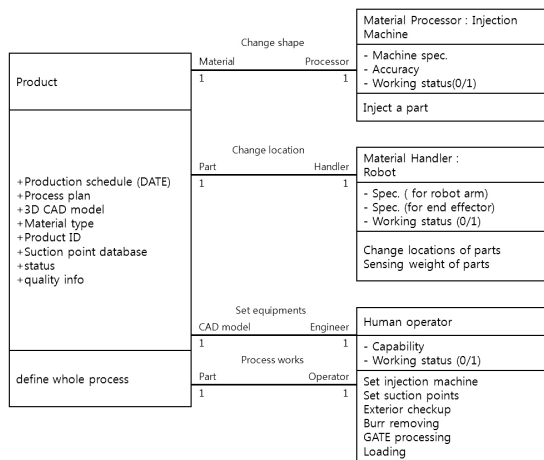 Product
+Production schedule (DATE)
+Process plan
+3D CAD model
+Material type
+Product ID
+Suction point database
+status
+quality info
define whole process
Change shape
Material Processor
1 1
Change location
Part Handler
1 1
Set equipments
CAD model Engineer
1 1
Process works
Part Operator
1 1
Material Processor : Injection
Machine
- Machine spec.
- Accuracy
- Working status(0/1)
Inject a part
Material Handler :
Robot
- Spec. ( for robot arm)
- Spec. (for end effector)
- Working status (0/1)
Change locations of parts
Sensing weight of parts
Human operator
- Capability
- Working status (0/1)
Set injection machine
Set suction points
Exterior checkup
Burr removing
GATE processing
Loading